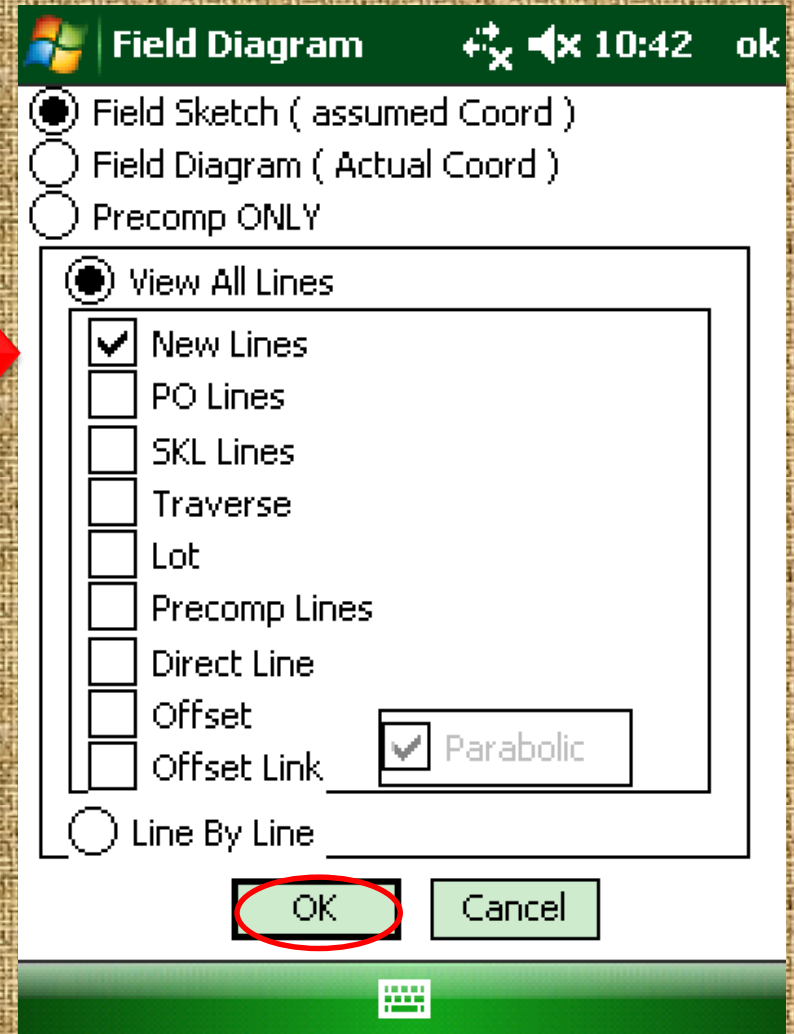 Field Diagram 10:42 ok
Field Sketch ( assumed Coord )
Field Diagram ( Actual Coord )
Precomp ONLY
View All Lines
New Lines
PO Lines
SKL Lines
Traverse
Lot
Precomp Lines
Direct Line
Offset
Parabolic
Offset Link
Line By Line
OK Cancel